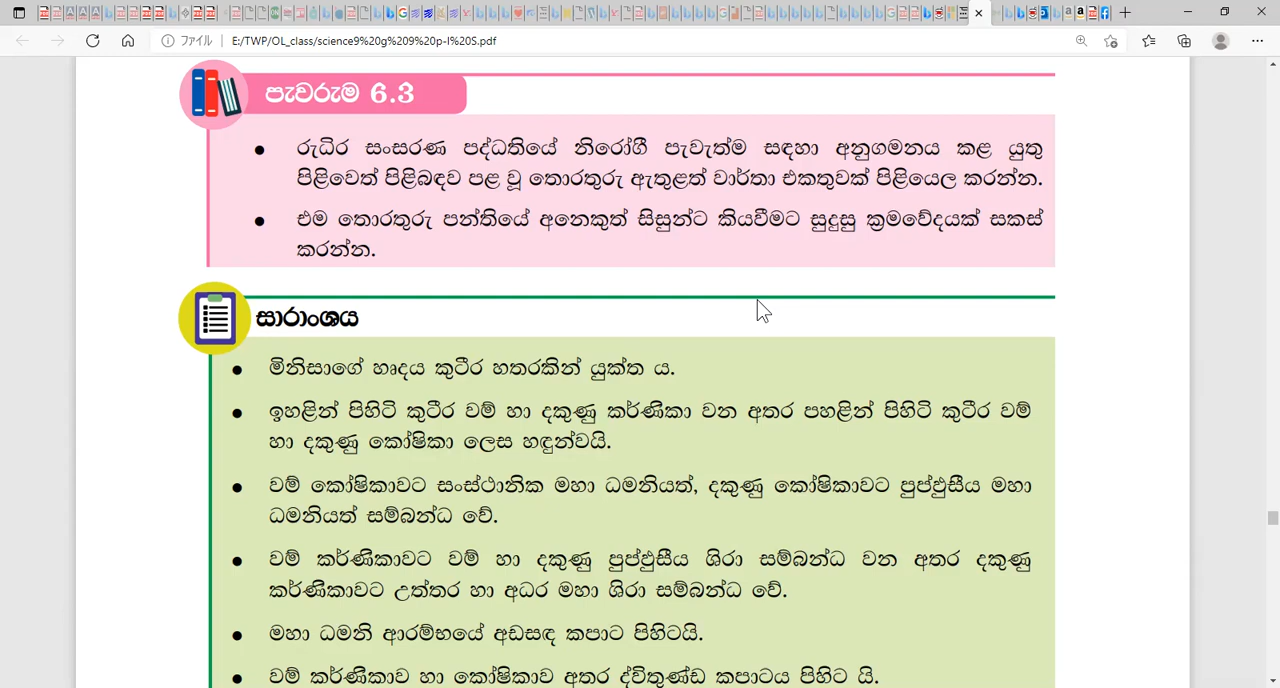 ファイル
E:/TWP/OL_class/science9%20g%209%20p-I%20S.pdf
පැවරුම 6.3
● රුධිර සංසරණ පද්ධතියේ නිරෝගී පැවැත්ම සඳහා අනුගමනය කළ යුතු
පිළිවෙත් පිළිබඳව පළ වූ තොරතුරු ඇතුළත් වාර්තා එකතුවක් පිළියෙල කරන්න.
● එම තොරතුරු පන්තියේ අනෙකුත් සිසුන්ට කියවීමට සුදුසු ක්‍රමවේදයක් සකස්
කරන්න.
සාරාංශය
● මිනිසාගේ හෘදය කුටීර හතරකින් යුක්ත ය.
● ඉහළින් පිහිටි කුටීර වම් හා දකුණු කර්ණිකා වන අතර පහළින් පිහිටි කුටීර වම්
හා දකුණු කෝෂිකා ලෙස හඳුන්වයි.
● වම් කෝෂිකාවට සංස්ථානික මහා ධමනියත්, දකුණු කෝෂිකාවට පුප්ඵුසීය මහා
ධමනියත් සම්බන්ධ වේ.
● වම් කර්ණිකාවට වම් හා දකුණු පුප්ඵුසීය ශිරා සම්බන්ධ වන අතර දකුණු
කර්ණිකාවට උත්තර හා අධර මහා ශිරා සම්බන්ධ වේ.
● මහා ධමනි ආරම්භයේ අඩසඳ කපාට පිහිටයි.
● වම් කර්ණිකාව හා කෝෂිකාව අතර ද්විතුණ්ඩ කපාටය පිහිට යි.